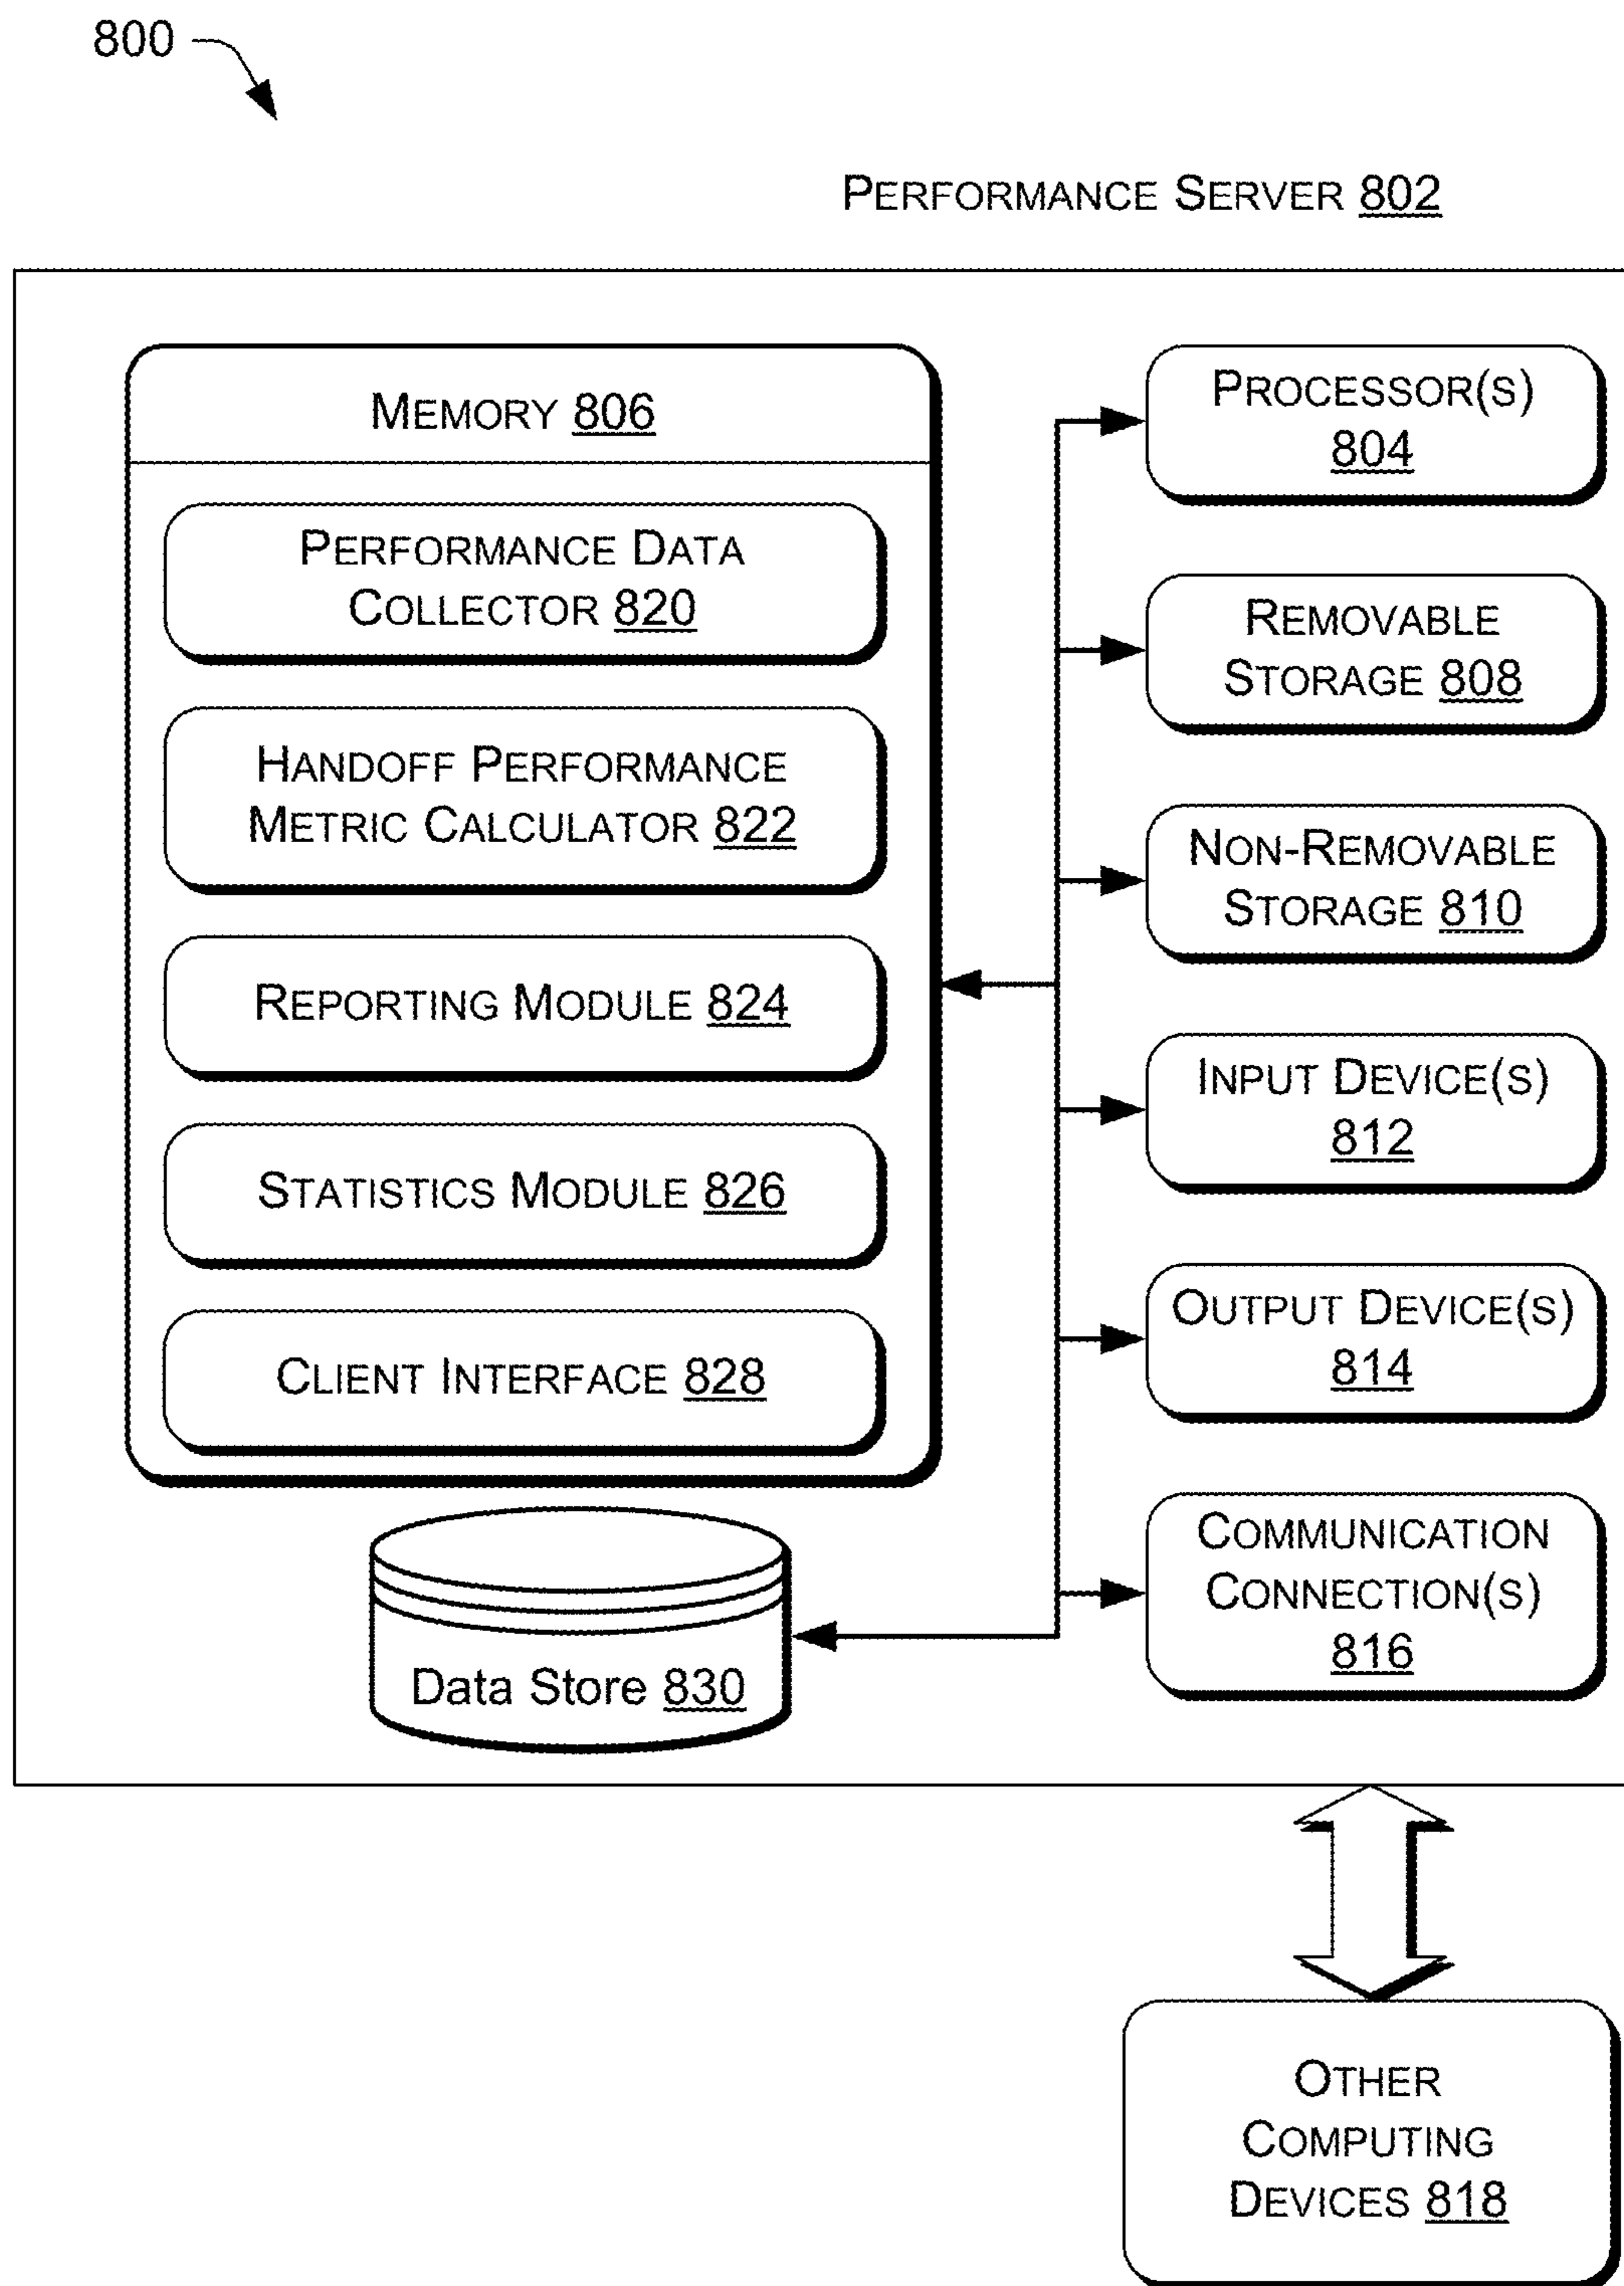 800
PERFORMANCE SERVER 802
MEMORY 806
PERFORMANCE DATA
COLLECTOR 820
HANDOFF PERFORMANCE
METRIC CALCULATOR 822
REPORTING MODULE 824
STATISTICS MODULE 826
CLIENT INTERFACE 828
Data Store 830
PROCESSOR(S)
804
REMOVABLE
STORAGE 808
NON-REMOVABLE
STORAGE 810
INPUT DEVICE(S)
812
OUTPUT DEVICE(S)
814
COMMUNICATION
CONNECTION(S)
816
OTHER
COMPUTING
DEVICES 818